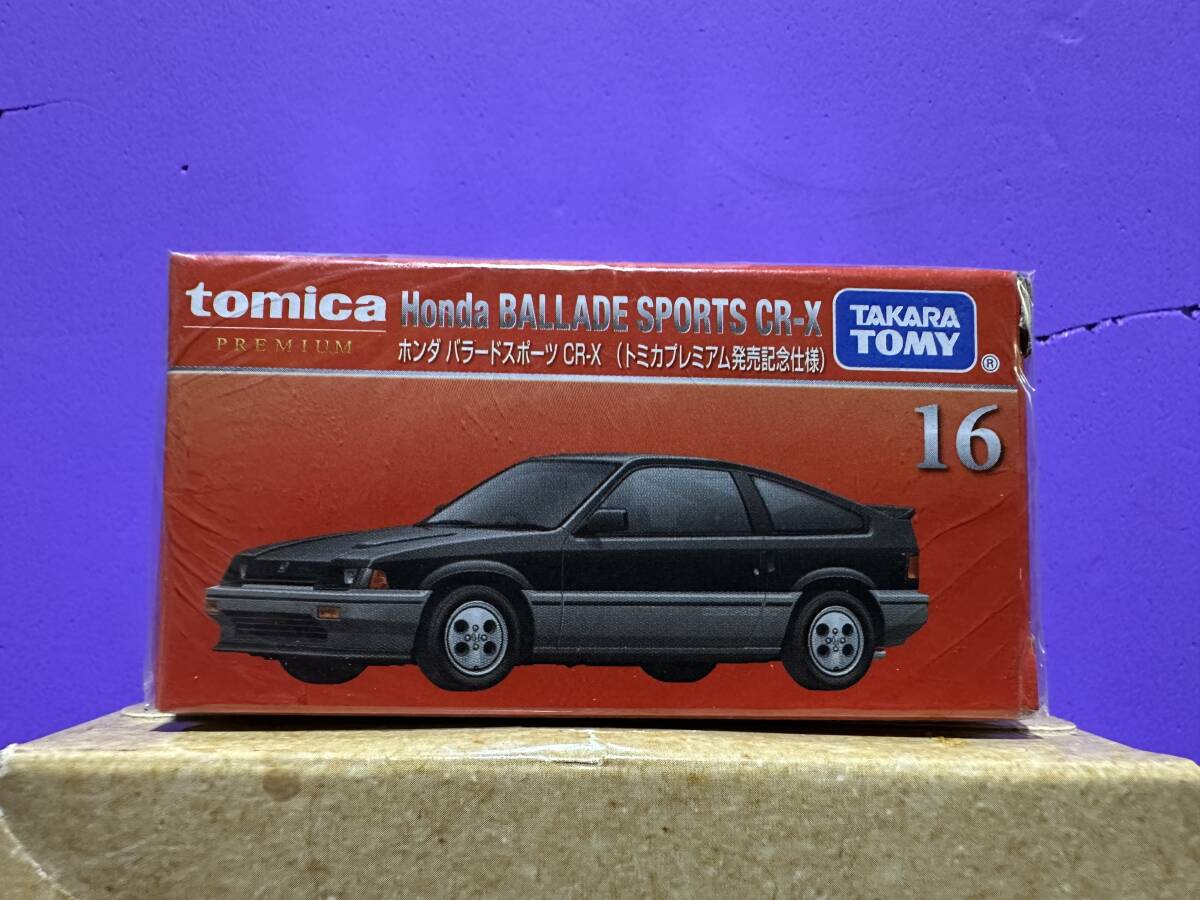 tomica
PREMIUM
Honda BALLADE SPORTS CR-X
ホンダ バラードスポーツ CR-X (トミカプレミアム発売記念仕様)
TAKARA
TOMY
®
16